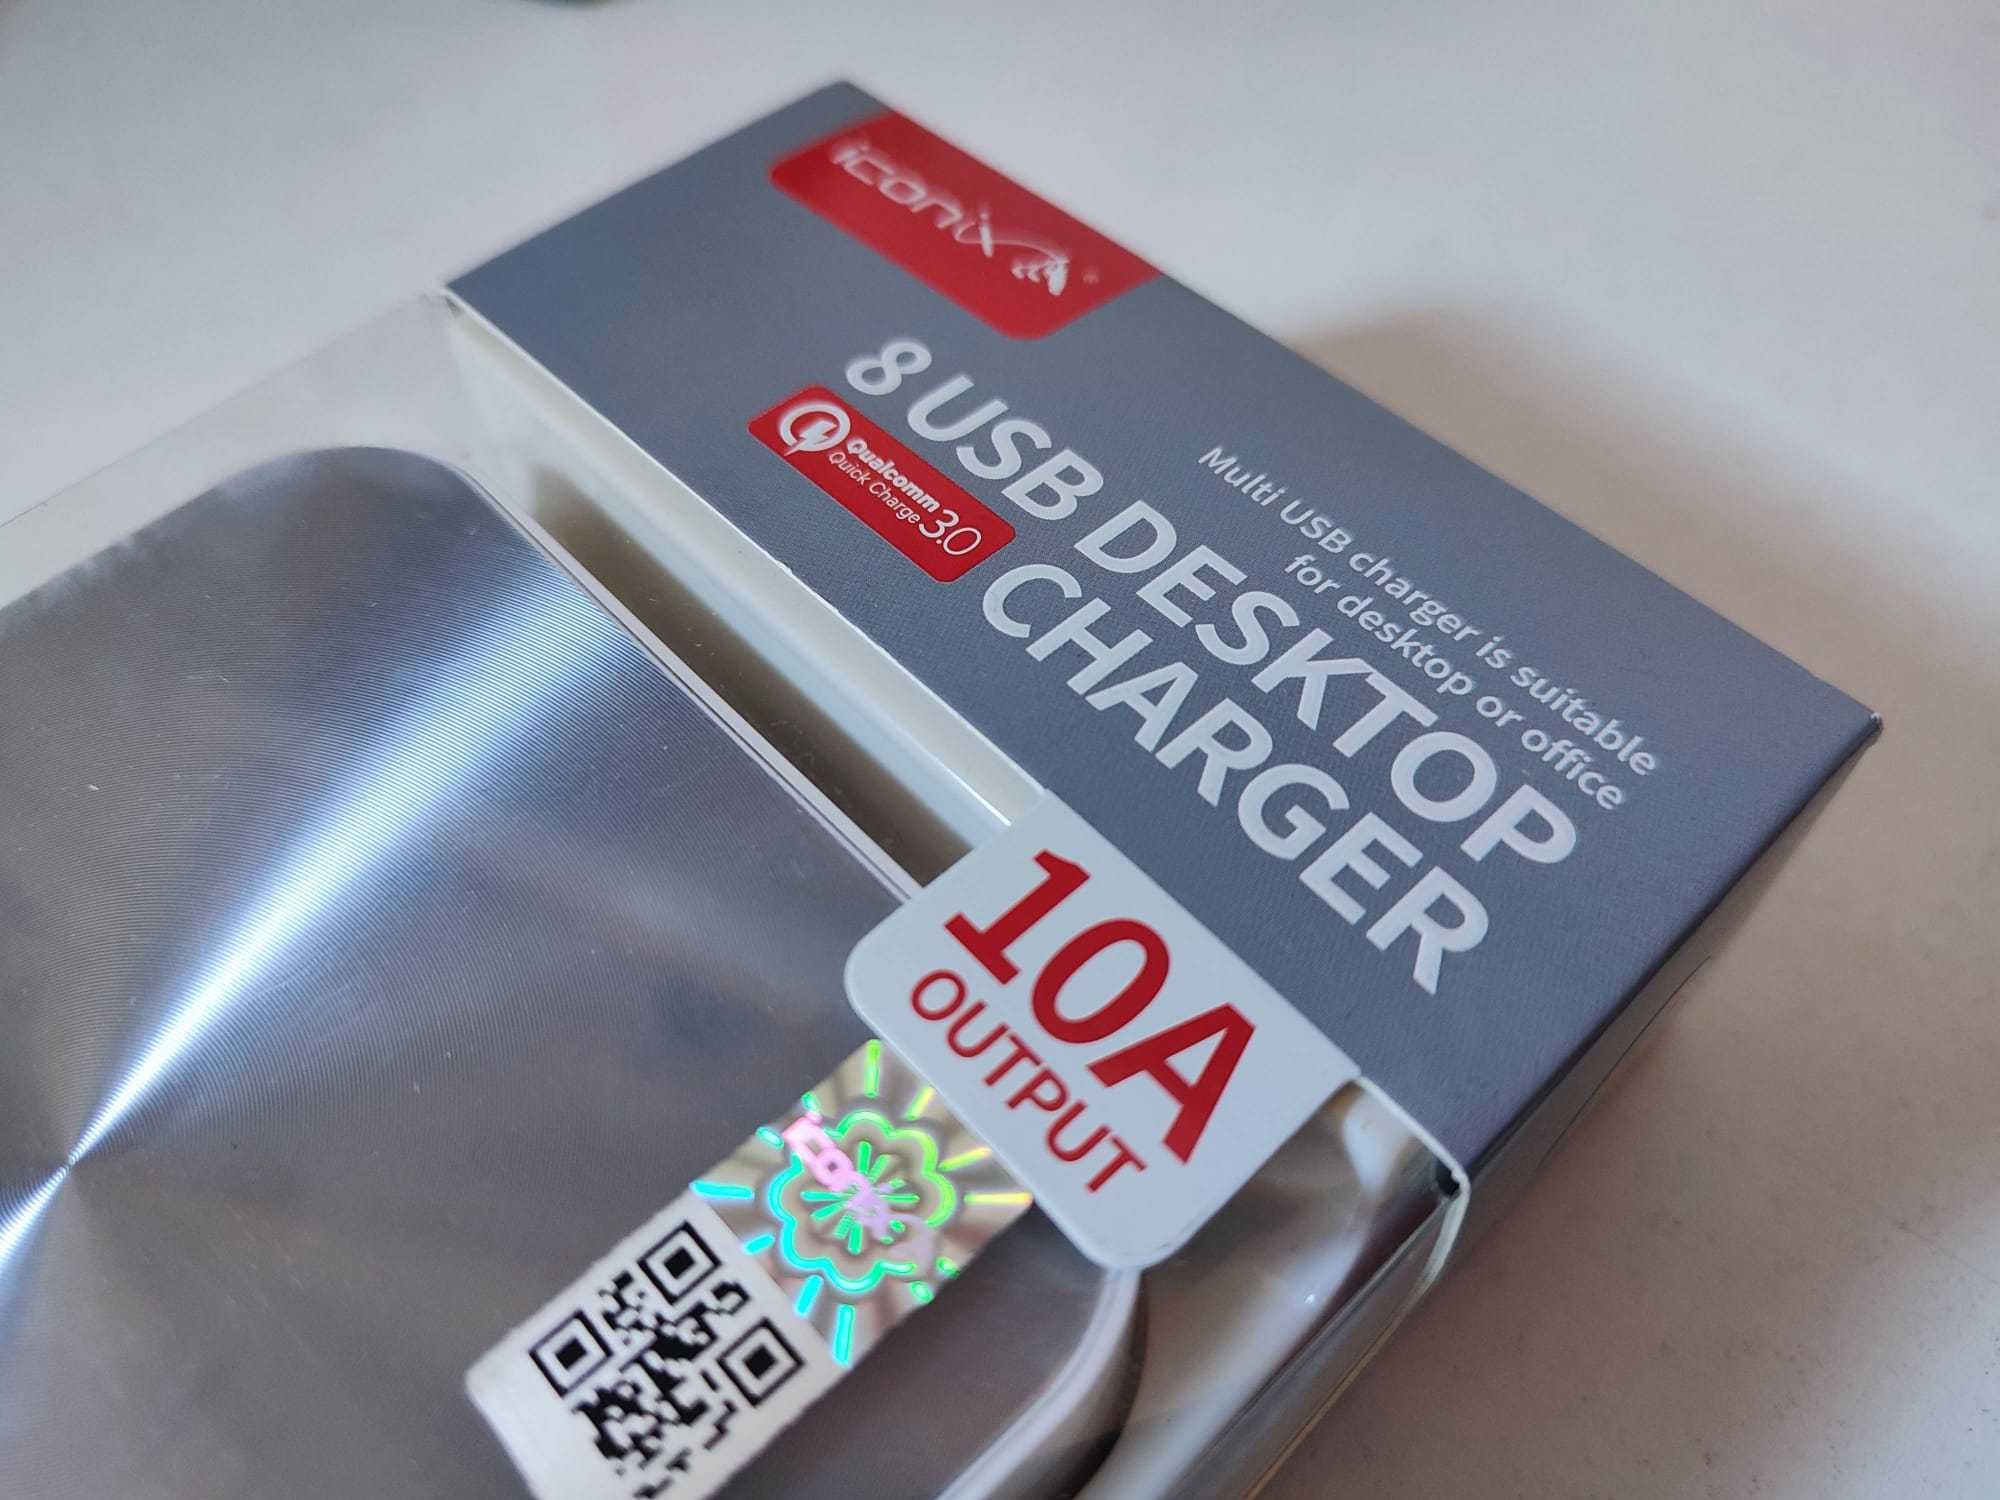 iconix
8 USB DESKTOP
CHARGER
Qualcomm
Quick Charge 3.0
Multi USB charger is suitable
for desktop or office
10A
OUTPUT
iconix